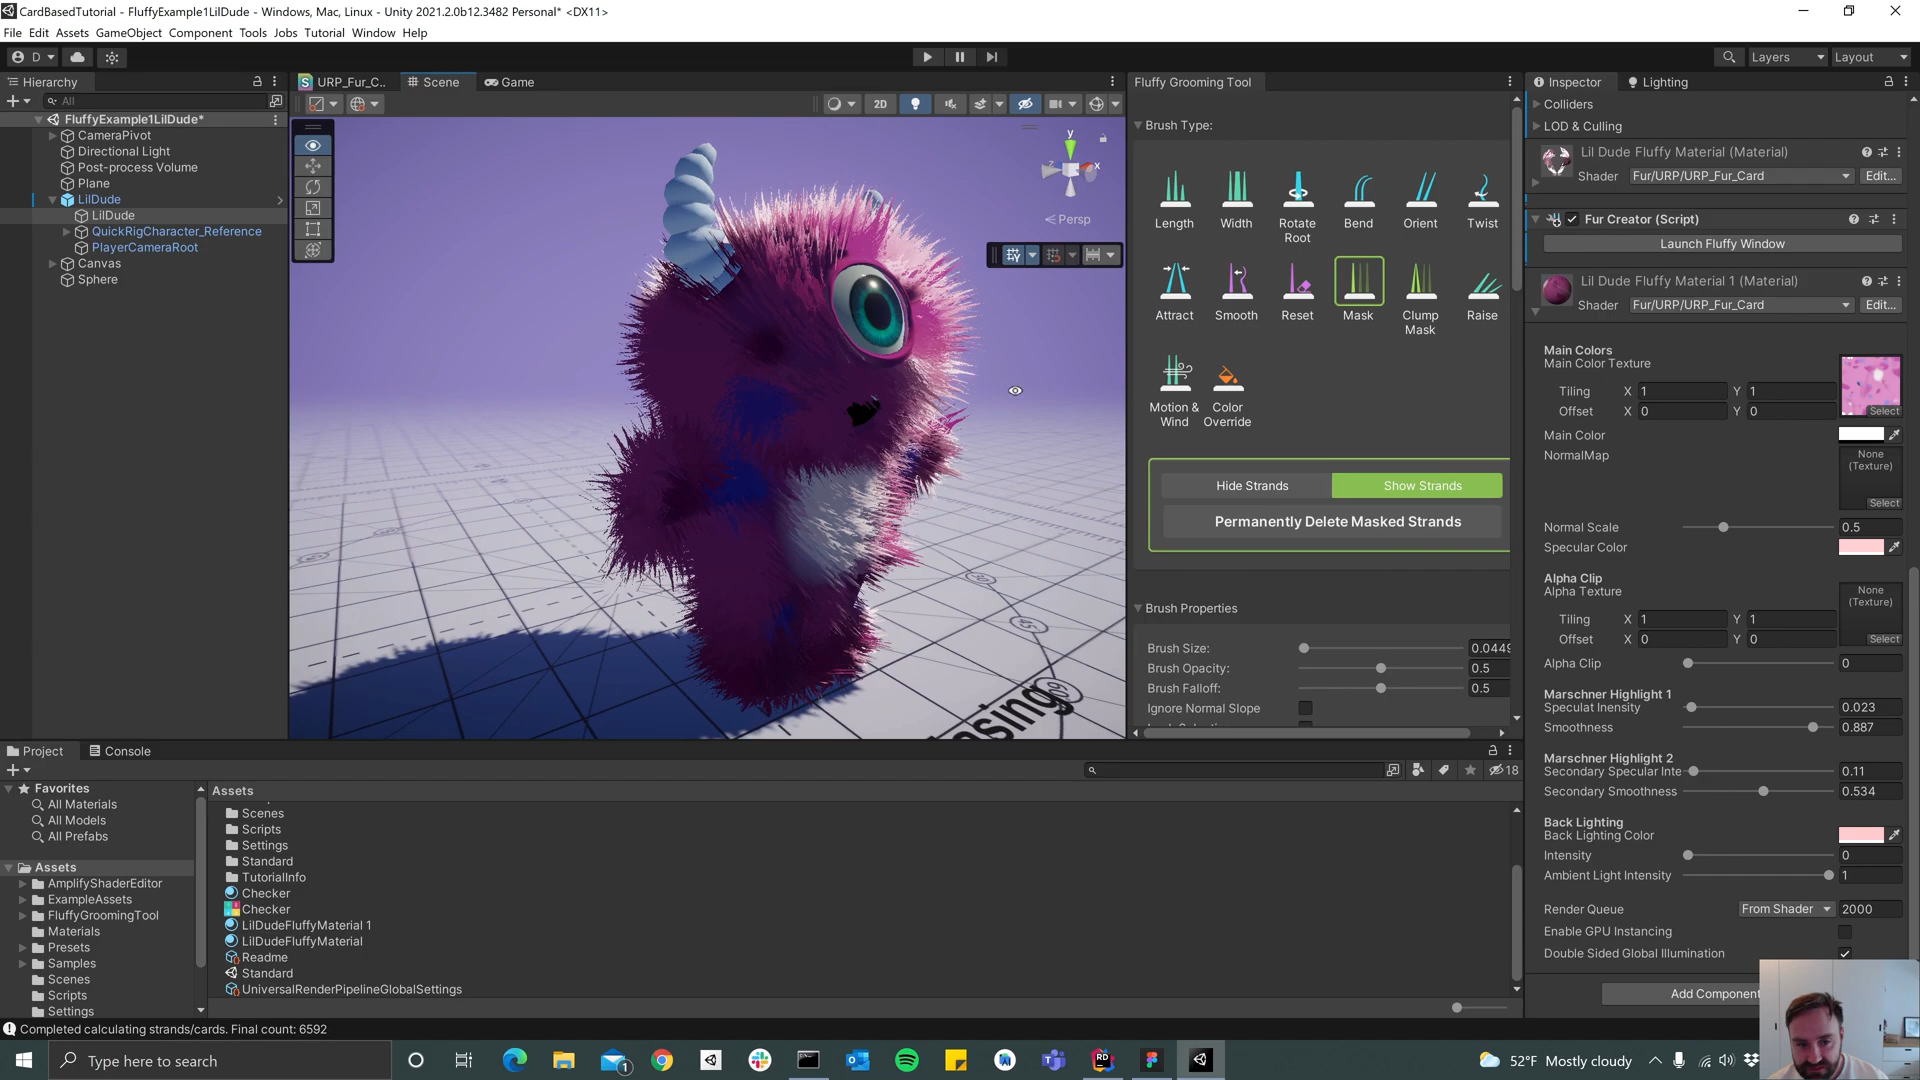 CardBasedTutorial - FluffyExample1LilDude - Windows, Mac, Linux - Unity 2021.2.0b12.3482 Personal* <DX11>
File Edit Assets GameObject Component Tools Jobs Tutorial Window Help
D
Layers
Layout
Hierarchy
All
FluffyExample1LilDude*
CameraPivot
Directional Light
Post-process Volume
Plane
LilDude
LilDude
QuickRigCharacter_Reference
PlayerCameraRoot
Canvas
Sphere
URP_Fur_C..
Scene
Game
2D
y
x
z
Persp
asing
Fluffy Grooming Tool
Brush Type:
Length
Width
Rotate Root
Bend
Orient
Twist
Attract
Smooth
Reset
Mask
Clump Mask
Raise
Motion & Wind
Color Override
Hide Strands
Show Strands
Permanently Delete Masked Strands
Brush Properties
Brush Size: 0.0449
Brush Opacity: 0.5
Brush Falloff: 0.5
Ignore Normal Slope
Inspector
Lighting
Colliders
LOD & Culling
Lil Dude Fluffy Material (Material)
Shader Fur/URP/URP_Fur_Card Edit...
Fur Creator (Script)
Launch Fluffy Window
Lil Dude Fluffy Material 1 (Material)
Shader Fur/URP/URP_Fur_Card Edit...
Main Colors
Main Color Texture
Tiling X 1 Y 1
Offset X 0 Y 0
Select
Main Color
NormalMap
None (Texture)
Select
Normal Scale 0.5
Specular Color
Alpha Clip
Alpha Texture
None (Texture)
Tiling X 1 Y 1
Offset X 0 Y 0
Select
Alpha Clip 0
Marschner Highlight 1
Specular Inensity 0.023
Smoothness 0.887
Marschner Highlight 2
Secondary Specular Inte 0.11
Secondary Smoothness 0.534
Back Lighting
Back Lighting Color
Intensity 0
Ambient Light Intensity 1
Render Queue From Shader 2000
Enable GPU Instancing
Double Sided Global Illumination
Add Component
Project
Console
18
Favorites
All Materials
All Models
All Prefabs
Assets
AmplifyShaderEditor
ExampleAssets
FluffyGroomingTool
Materials
Presets
Samples
Scenes
Scripts
Settings
Assets
Scenes
Scripts
Settings
Standard
TutorialInfo
Checker
Checker
LilDudeFluffyMaterial 1
LilDudeFluffyMaterial
Readme
Standard
UniversalRenderPipelineGlobalSettings
Completed calculating strands/cards. Final count: 6592
Type here to search
1
RD
52°F Mostly cloudy